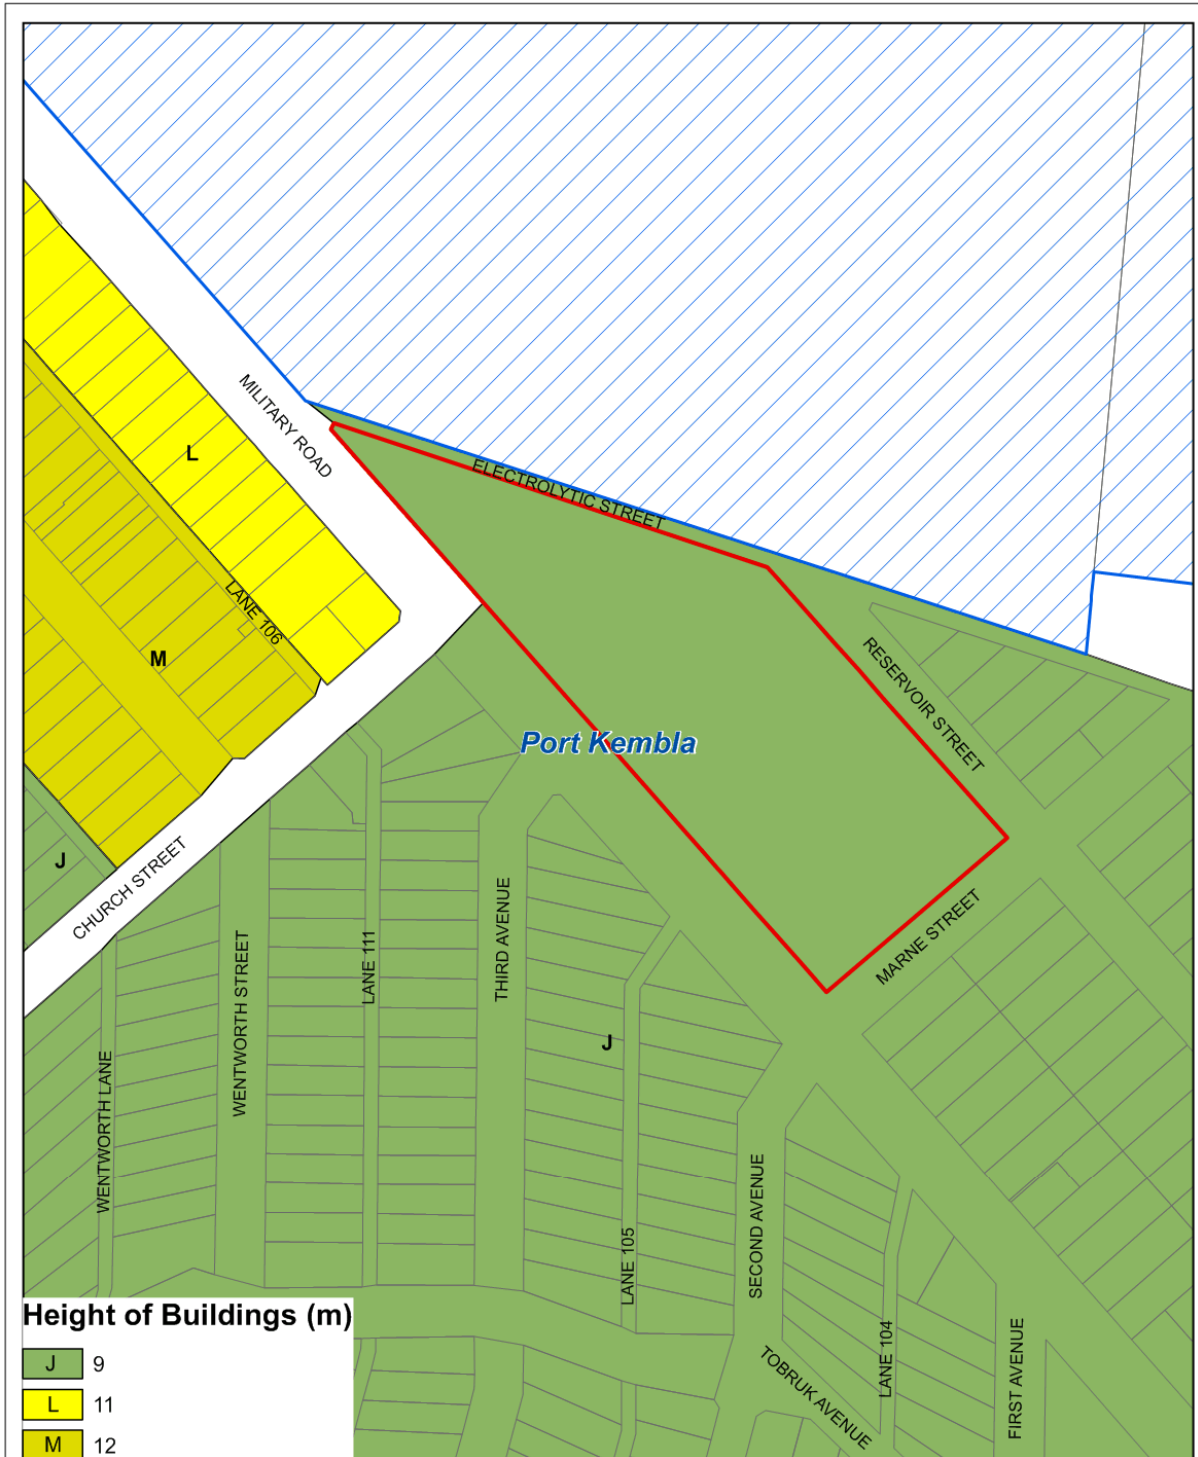 MILITARY ROAD
L
ELECTROLYTIC STREET
LANE 106
M
RESERVOIR STREET
Port Kembla
J
CHURCH STREET
MARNE STREET
THIRD AVENUE
LANE 111
WENTWORTH STREET
J
WENTWORTH LANE
SECOND AVENUE
LANE 105
Height of Buildings (m)
J 9
L 11
M 12
LANE 104
FIRST AVENUE
TOBRUK AVENUE